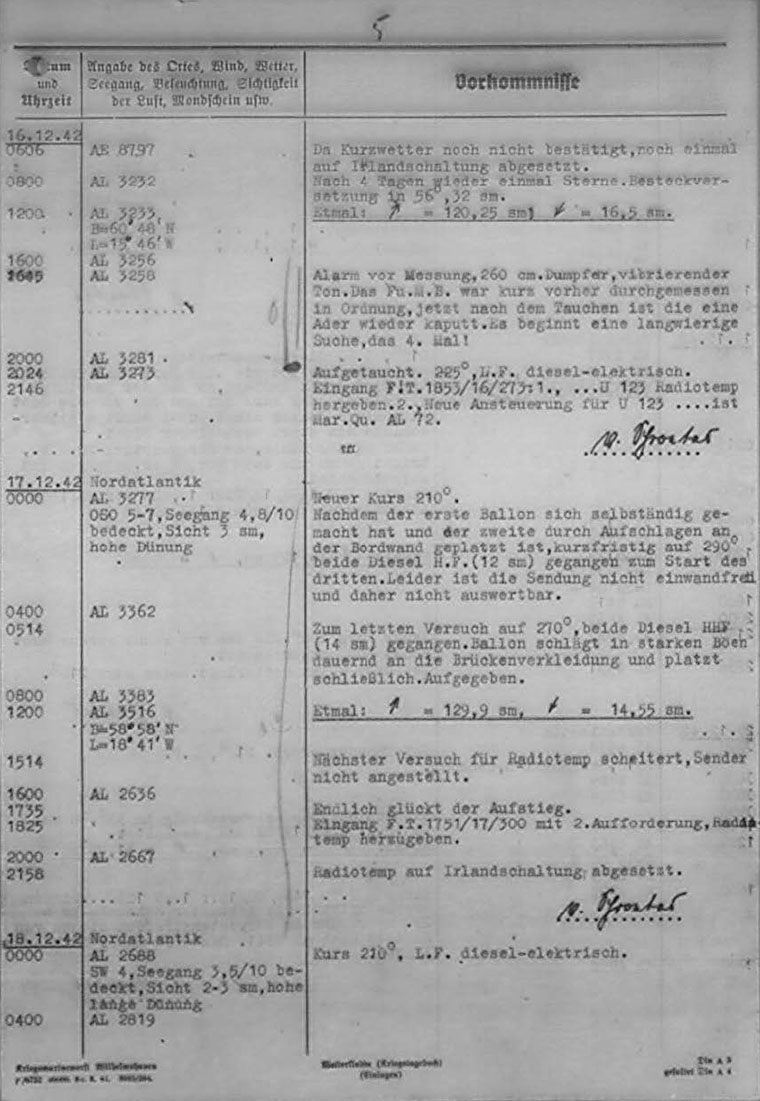 5
Datum und Uhrzeit
Angabe des Ortes, Wind, Wetter, Seegang, Beleuchtung, Sichtigkeit der Luft, Mondschein usw.
Vorkommnisse
16.12.42
0606 AE 8797 Da Kurzwetter noch nicht bestätigt,noch einmal
auf Irlandschaltung abgesetzt.
0800 AL 3232 Nach 4 Tagen wieder einmal Sterne.Besteckver-
setzung in 56°,32 sm.
1200 AL 3233 Etmal: ↑ = 120,25 sm; ↓ = 16,5 sm.
B=60° 48' N
L=15° 46' W
1600 AL 3256
1645 AL 3258 Alarm vor Messung,260 cm.Dumpfer,vibrierender
Ton.Das Fu.M.B. war kurz vorher durchgemessen
in Ordnung,jetzt nach dem Tauchen ist die eine
Ader wieder kaputt.Es beginnt eine langwierige
Suche,das 4. Mal!
2000 AL 3281
2024 AL 3273 Aufgetaucht. 225°,L.F. diesel-elektrisch.
2146 Eingang F.T.1853/16/273:1., ...U 123 Radiotemp
hergeben.2.,Neue Ansteuerung für U 123 ....ist
Mar.Qu. AL 72.
v.
17.12.42 Nordatlantik
0000 AL 3277 Neuer Kurs 210°.
OSO 5-7,Seegang 4,8/10 Nachdem der erste Ballon sich selbständig ge-
bedeckt,Sicht 3 sm, macht hat und der zweite durch Aufschlagen an
hohe Dünung der Bordwand geplatzt ist,kurzfristig auf 290°
beide Diesel H.F.(12 sm) gegangen zum Start des
dritten.Leider ist die Sendung nicht einwandfrei
und daher nicht auswertbar.
0400 AL 3362
0514 Zum letzten Versuch auf 270°,beide Diesel HHF
(14 sm) gegangen.Ballon schlägt in starken Böen
dauernd an die Brückenverkleidung und platzt
schließlich.Aufgegeben.
0800 AL 3383
1200 AL 3516 Etmal: ↑ = 129,9 sm, ↓ = 14,55 sm.
B=58° 58' N
L=18° 41' W
1514 Nächster Versuch für Radiotemp scheitert,Sender
nicht angestellt.
1600 AL 2636
1735 Endlich glückt der Aufstieg.
1825 Eingang F.T.1751/17/300 mit 2.Aufforderung,Radio
temp herzugeben.
2000 AL 2667
2158 Radiotemp auf Irlandschaltung abgesetzt.
v.
18.12.42 Nordatlantik
0000 AL 2688 Kurs 210°, L.F. diesel-elektrisch.
SW 4,Seegang 3,5/10 be-
deckt,Sicht 2-3 sm,hohe
lange Dünung
0400 AL 2819
Kriegsmarinewerft Wilhelmshaven
Weiterblätter (Kriegstagebuch)
(Einlagen)
Din A 3
gefaltet Din A 4